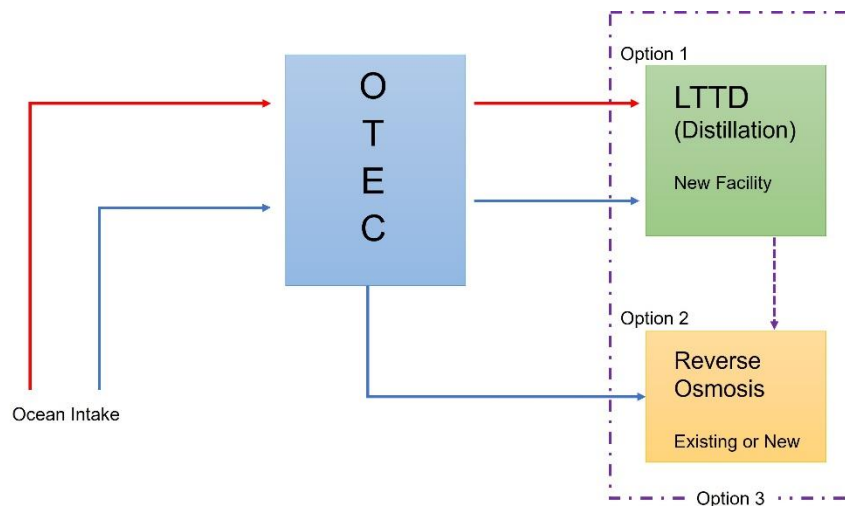 Option 1
O
T
E
C
LTTD
(Distillation)
New Facility
Option 2
Reverse
Osmosis
Existing or New
Ocean Intake
Option 3